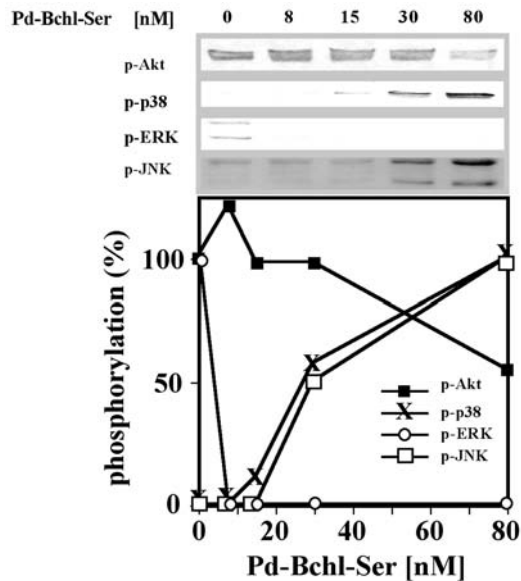 Pd-Bchl-Ser [nM] 0 8 15 30 80
p-Akt
p-p38
p-ERK
p-JNK
phosphorylation (%)
100
50
0
p-Akt
p-p38
p-ERK
p-JNK
0 20 40 60 80
Pd-Bchl-Ser [nM]